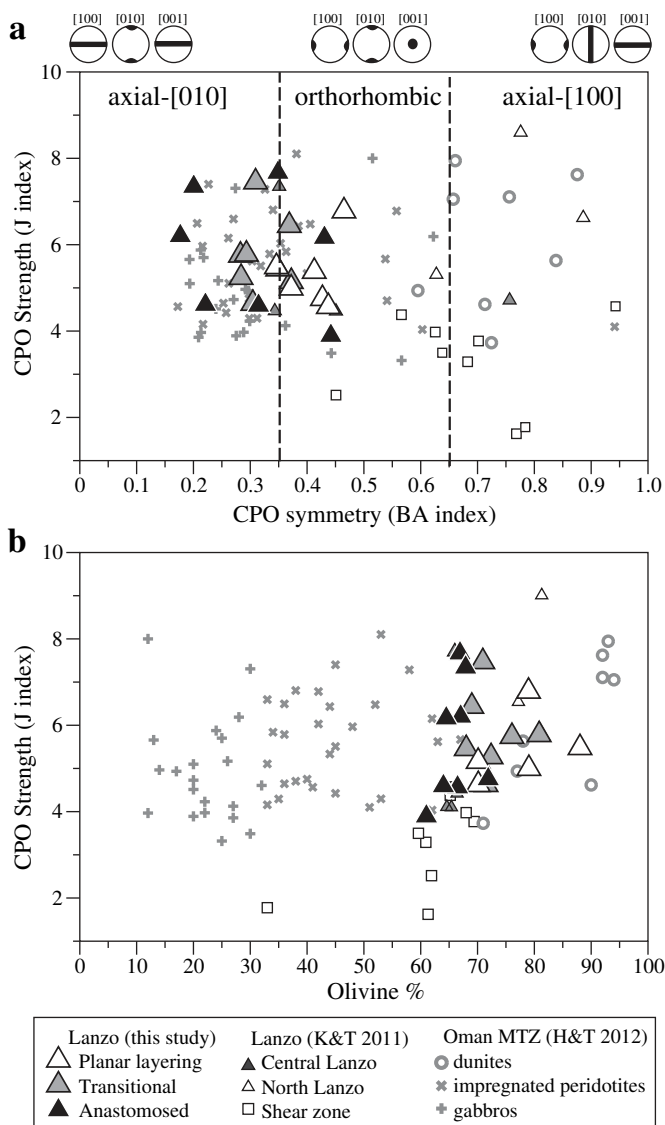 a
[100] [010] [001] [100] [010] [001] [100] [010] [001]
axial-[010] orthorhombic axial-[100]
10
8
6
4
2
CPO Strength (J index)
0 0.1 0.2 0.3 0.4 0.5 0.6 0.7 0.8 0.9 1.0
CPO symmetry (BA index)
b
10
8
6
4
2
CPO Strength (J index)
0 10 20 30 40 50 60 70 80 90 100
Olivine %
Lanzo (this study) Lanzo (K&T 2011) Oman MTZ (H&T 2012)
Planar layering Central Lanzo dunites
Transitional North Lanzo impregnated peridotites
Anastomosed Shear zone gabbros